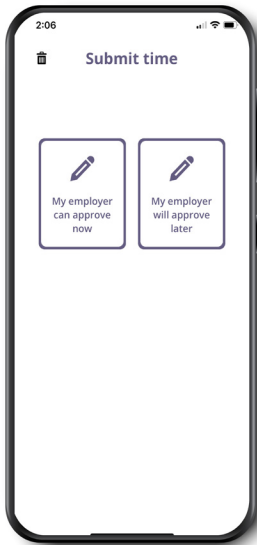 2:06
Submit time
My employer
can approve
now
My employer
will approve
later